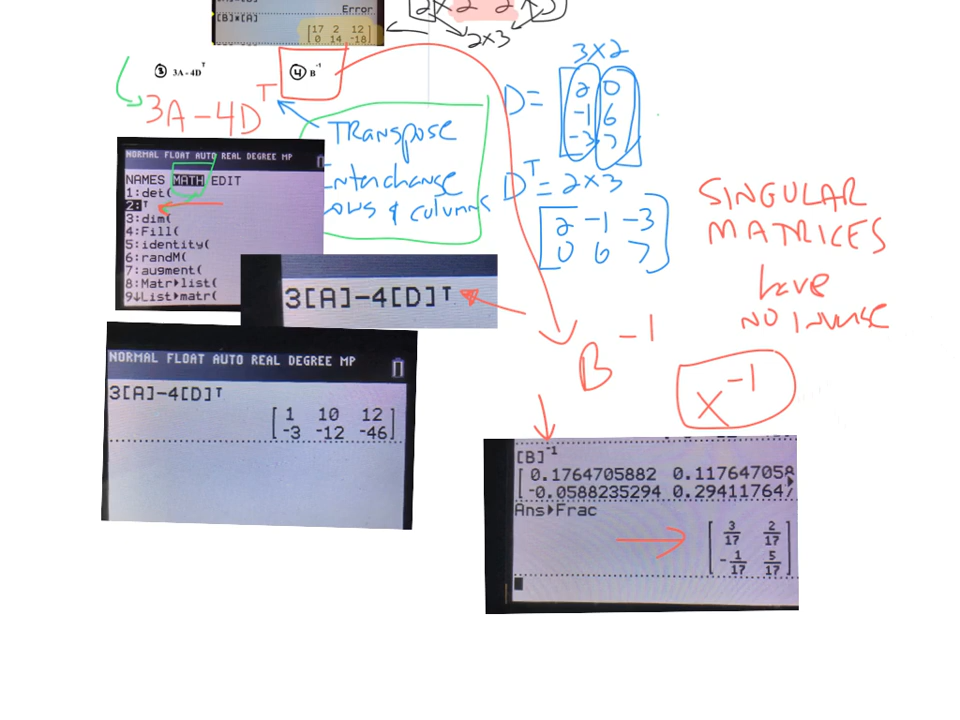 Error
[B]*[A]
[17 2 12]
[0 14 -18]
2x3
③ 3A - 4Dᵀ
④ B⁻¹
3A - 4Dᵀ
TRANSPOSE
Interchange
rows & columns
3x2
D =
2 0
-1 6
-3 7
Dᵀ = 2x3
2 -1 -3
0 6 7
SINGULAR
MATRICES
have
NO INVERSE
NORMAL FLOAT AUTO REAL DEGREE MP
NAMES MATH EDIT
1:det(
2:ᵀ
3:dim(
4:Fill(
5:identity(
6:randM(
7:augment(
8:Matr▸list(
9↓List▸matr(
3[A]-4[D]ᵀ
B⁻¹
x⁻¹
NORMAL FLOAT AUTO REAL DEGREE MP
3[A]-4[D]ᵀ
[1 10 12]
[-3 -12 -46]
[B]⁻¹
[0.1764705882 0.117647058
[-0.0588235294 0.294117647
Ans▸Frac
[3/17 2/17]
[-1/17 5/17]